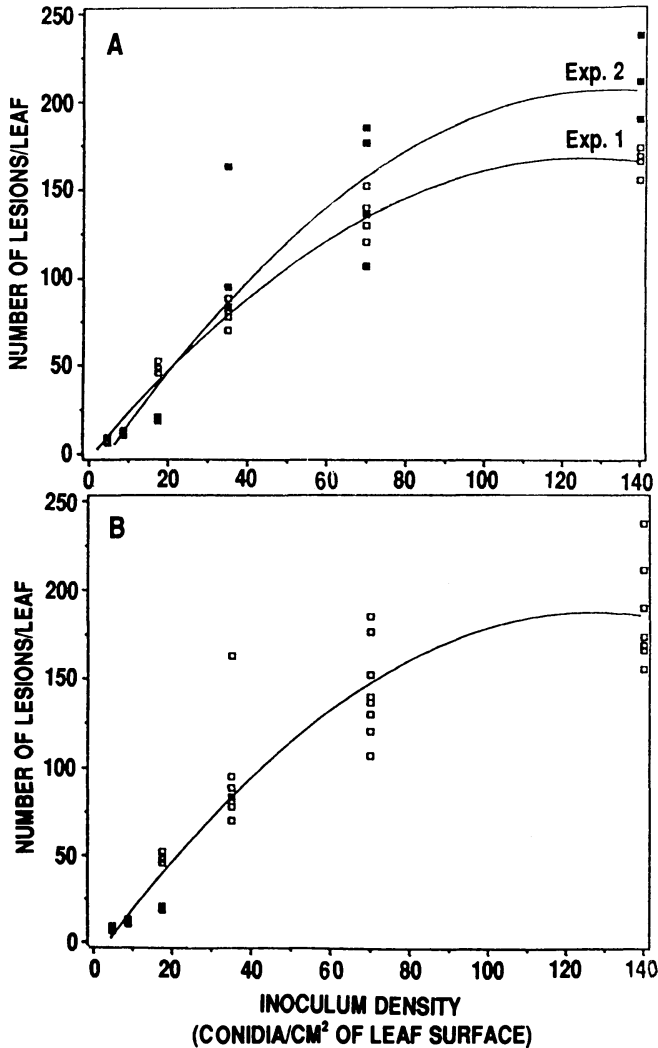 A
250
200
150
100
50
0
NUMBER OF LESIONS/LEAF
Exp. 2
Exp. 1
0 20 40 60 80 100 120 140
B
250
200
150
100
50
0
NUMBER OF LESIONS/LEAF
0 20 40 60 80 100 120 140
INOCULUM DENSITY
(CONIDIA/CM² OF LEAF SURFACE)